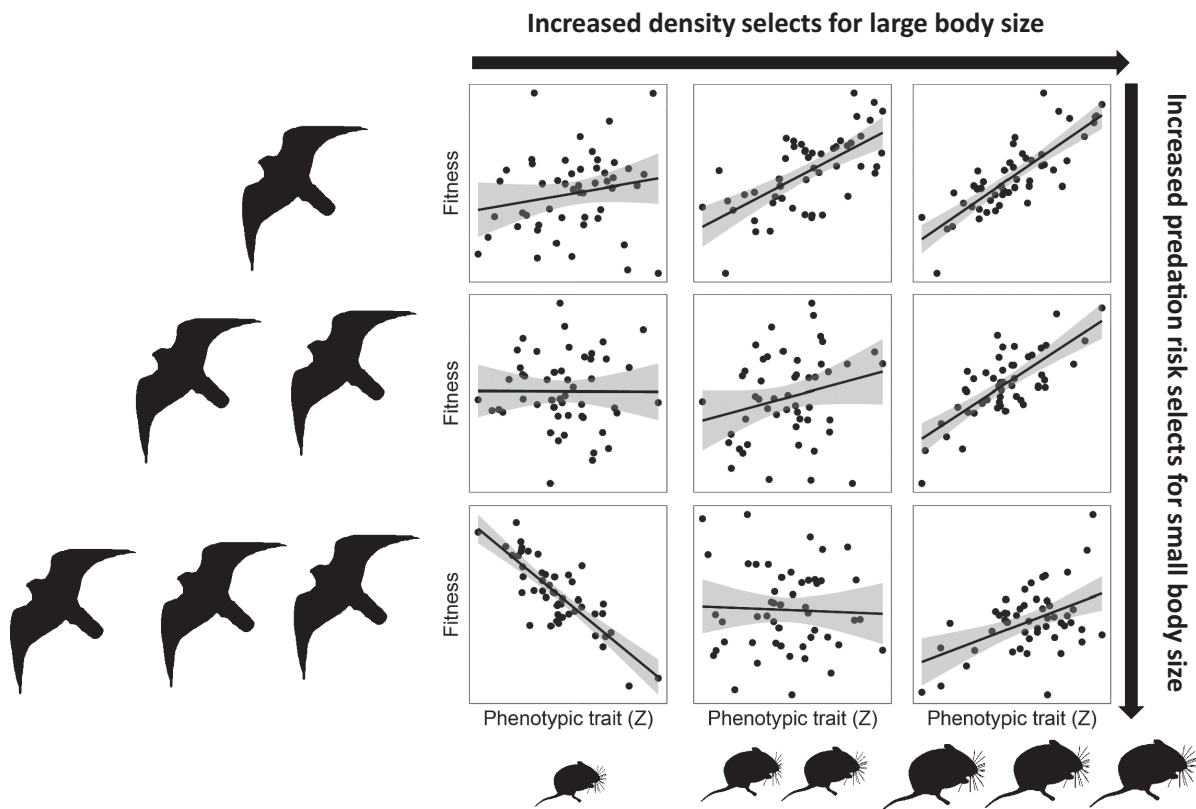 Increased density selects for large body size
Increased predation risk selects for small body size
Fitness
Fitness
Fitness
Phenotypic trait (Z)
Phenotypic trait (Z)
Phenotypic trait (Z)